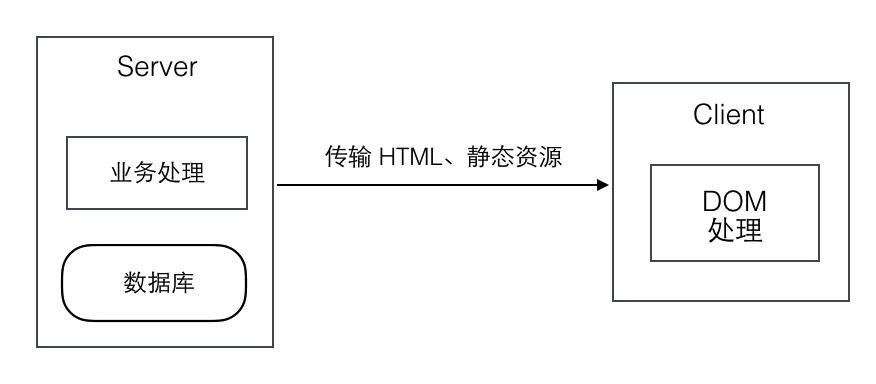 Server
业务处理
数据库
传输 HTML、静态资源
Client
DOM
处理